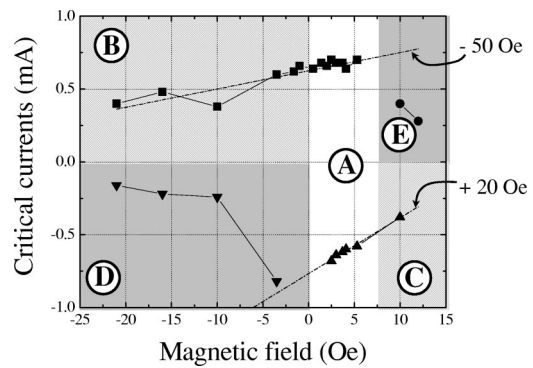 1.0
0.5
0.0
-0.5
-1.0
Critical currents (mA)
B
A
E
D
C
- 50 Oe
+ 20 Oe
-25 -20 -15 -10 -5 0 5 10 15
Magnetic field (Oe)